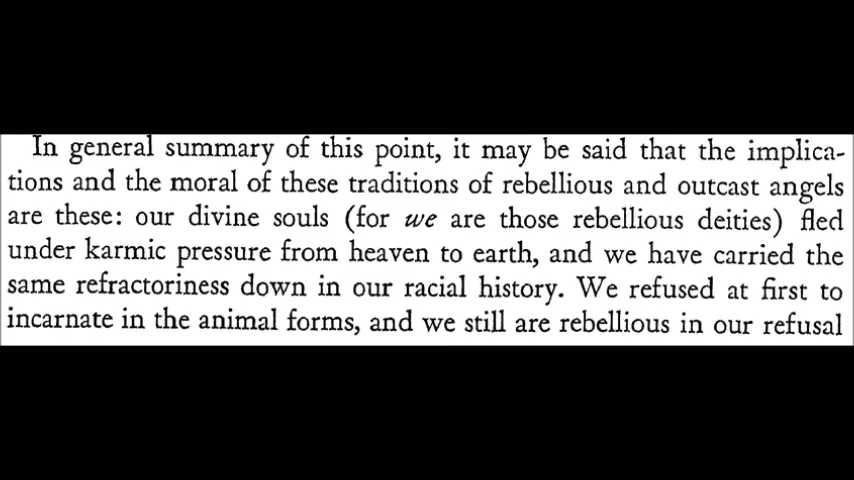 In general summary of this point, it may be said that the implica-
tions and the moral of these traditions of rebellious and outcast angels
are these: our divine souls (for we are those rebellious deities) fled
under karmic pressure from heaven to earth, and we have carried the
same refractoriness down in our racial history. We refused at first to
incarnate in the animal forms, and we still are rebellious in our refusal